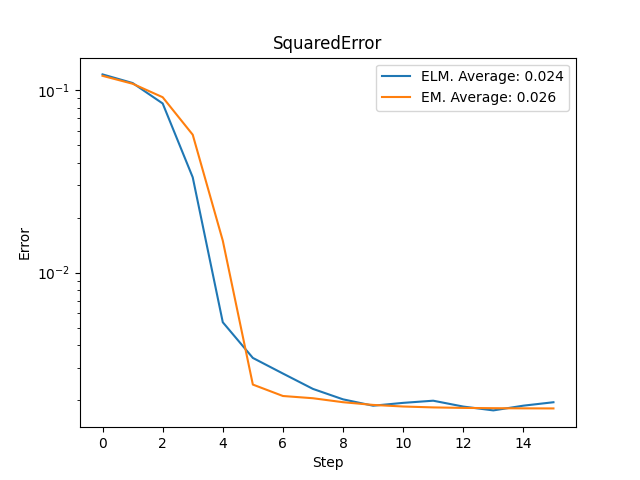 SquaredError
ELM. Average: 0.024
EM. Average: 0.026
10⁻¹
10⁻²
Error
0 2 4 6 8 10 12 14
Step